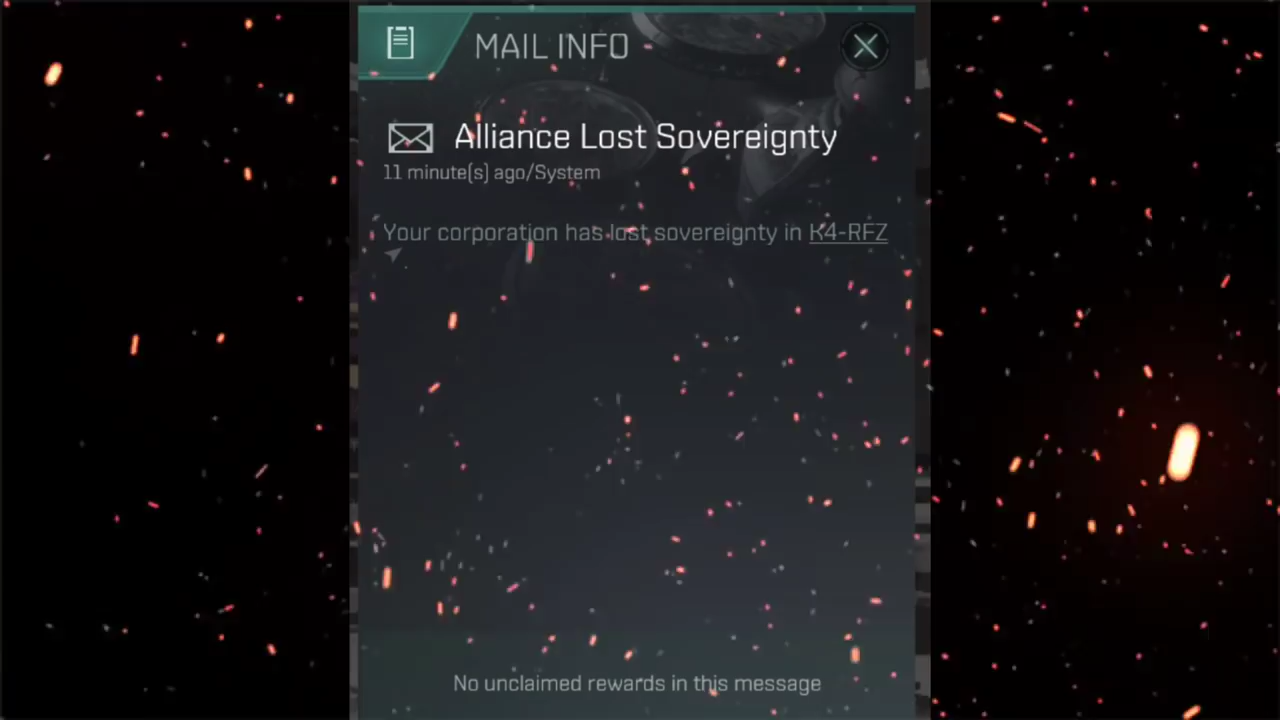 MAIL INFO
Alliance Lost Sovereignty
11 minute(s) ago/System
Your corporation has lost sovereignty in K4-RFZ
No unclaimed rewards in this message